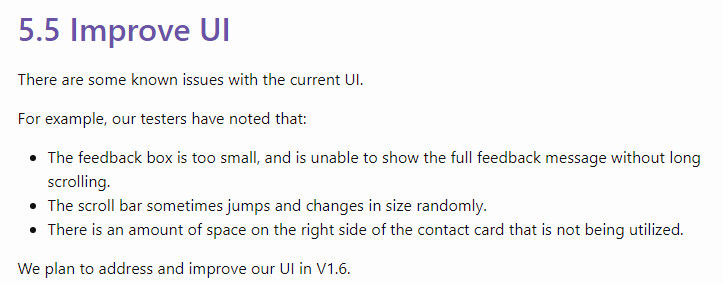 5.5 Improve UI
There are some known issues with the current UI.
For example, our testers have noted that:
• The feedback box is too small, and is unable to show the full feedback message without long
scrolling.
• The scroll bar sometimes jumps and changes in size randomly.
• There is an amount of space on the right side of the contact card that is not being utilized.
We plan to address and improve our UI in V1.6.